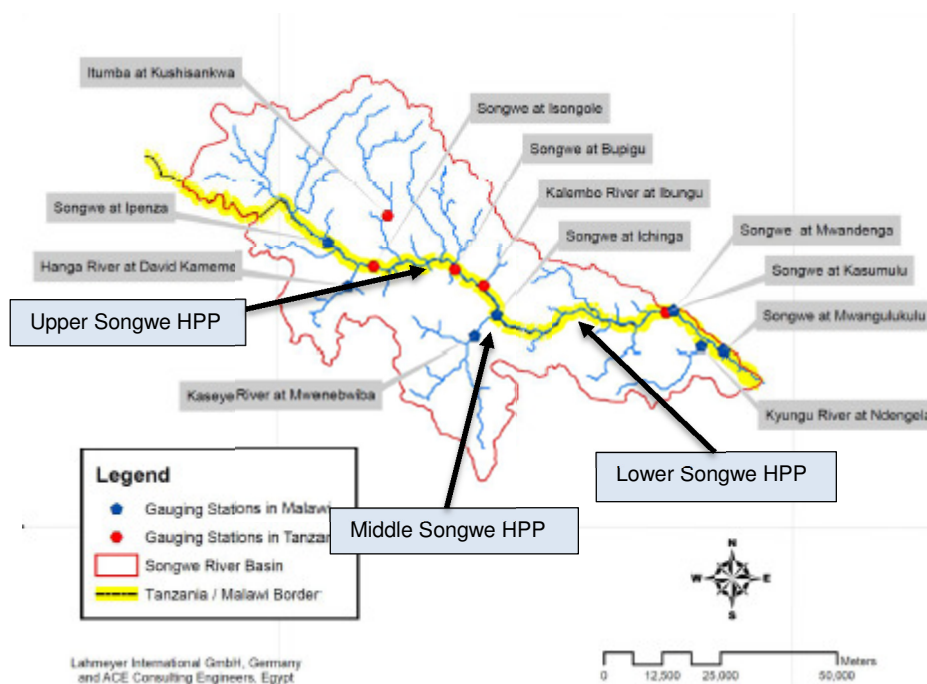 Itumba at Kushisankwa
Songwe at Isongole
Songwe at Bupigu
Songwe at Ipenza
Kalembo River at Ibungu
Hanga River at David Kameme
Songwe at Ichinga
Songwe at Mwandenga
Songwe at Kasumulu
Upper Songwe HPP
Songwe at Mwangulukulu
Kaseye River at Mwenebwiba
Kyungu River at Ndengela
Lower Songwe HPP
Middle Songwe HPP
Legend
Gauging Stations in Malawi
Gauging Stations in Tanzan
Songwe River Basin
Tanzania / Malawi Border
N
W E
S
Lahmeyer International GmbH, Germany
and ACE Consulting Engineers, Egypt
Meters
0 12,500 25,000 50,000